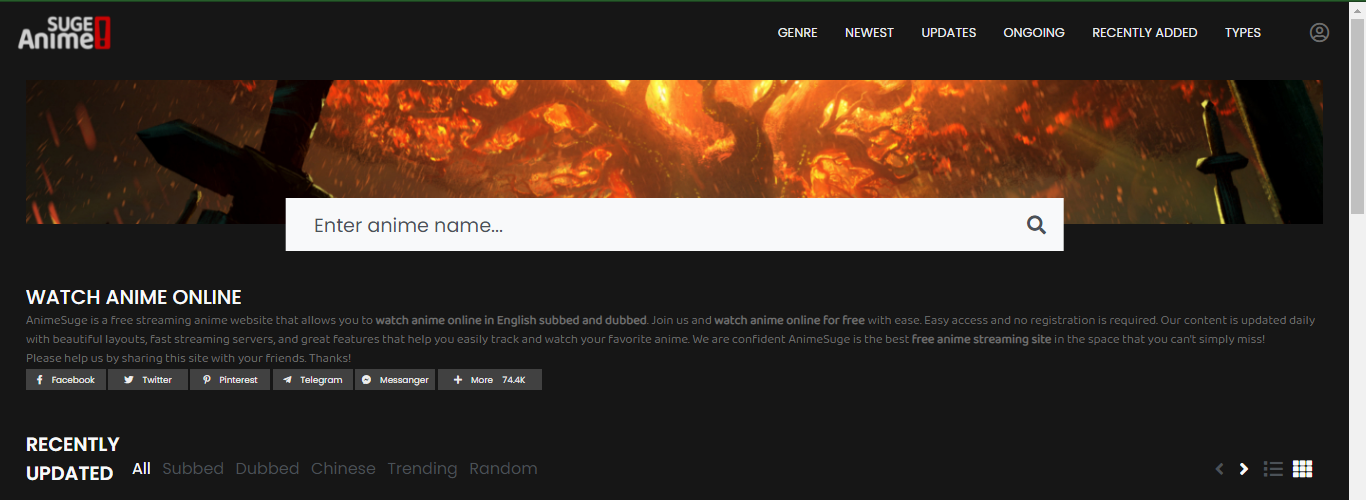 SUGE
Anime!
GENRE NEWEST UPDATES ONGOING RECENTLY ADDED TYPES
Enter anime name...
WATCH ANIME ONLINE
AnimeSuge is a free streaming anime website that allows you to watch anime online in English subbed and dubbed. Join us and watch anime online for free with ease. Easy access and no registration is required. Our content is updated daily
with beautiful layouts, fast streaming servers, and great features that help you easily track and watch your favorite anime. We are confident AnimeSuge is the best free anime streaming site in the space that you can't simply miss!
Please help us by sharing this site with your friends. Thanks!
Facebook Twitter Pinterest Telegram Messanger More 74.4K
RECENTLY
UPDATED All Subbed Dubbed Chinese Trending Random